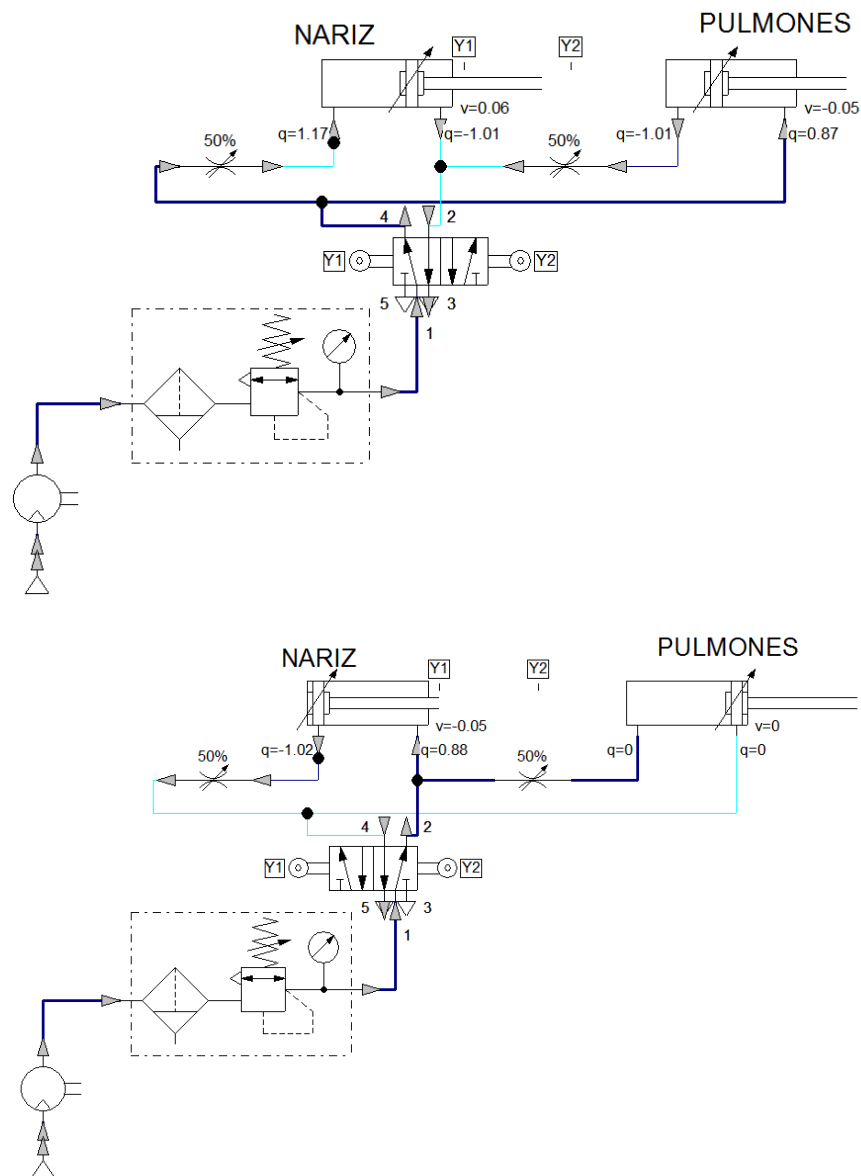 NARIZ
PULMONES
Y1
Y2
v=0.06
v=-0.05
50%
q=1.17
q=-1.01
50%
q=-1.01
q=0.87
4
2
Y1
Y2
5
3
1
NARIZ
PULMONES
Y1
Y2
v=-0.05
v=0
50%
q=-1.02
q=0.88
50%
q=0
q=0
4
2
Y1
Y2
5
3
1